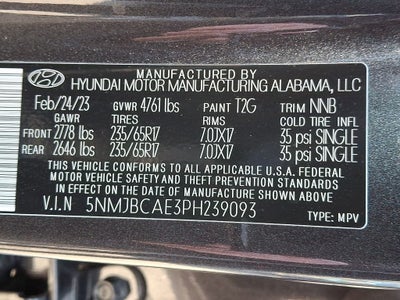 MANUFACTURED BY
HYUNDAI MOTOR MANUFACTURING ALABAMA, LLC
Feb/24/23 GVWR 4761 lbs PAINT T2G TRIM NNB
GAWR TIRES RIMS COLD TIRE INFL
FRONT 2778 lbs 235/65R17 7.0JX17 35 psi SINGLE
REAR 2646 lbs 235/65R17 7.0JX17 35 psi SINGLE
THIS VEHICLE CONFORMS TO ALL APPLICABLE U.S.A FEDERAL
MOTOR VEHICLE SAFETY AND THEFT PREVENTION STANDARDS
IN EFFECT ON THE DATE OF MANUFACTURE SHOWN ABOVE.
V.I.N 5NMJBCAE3PH239093 TYPE: MPV